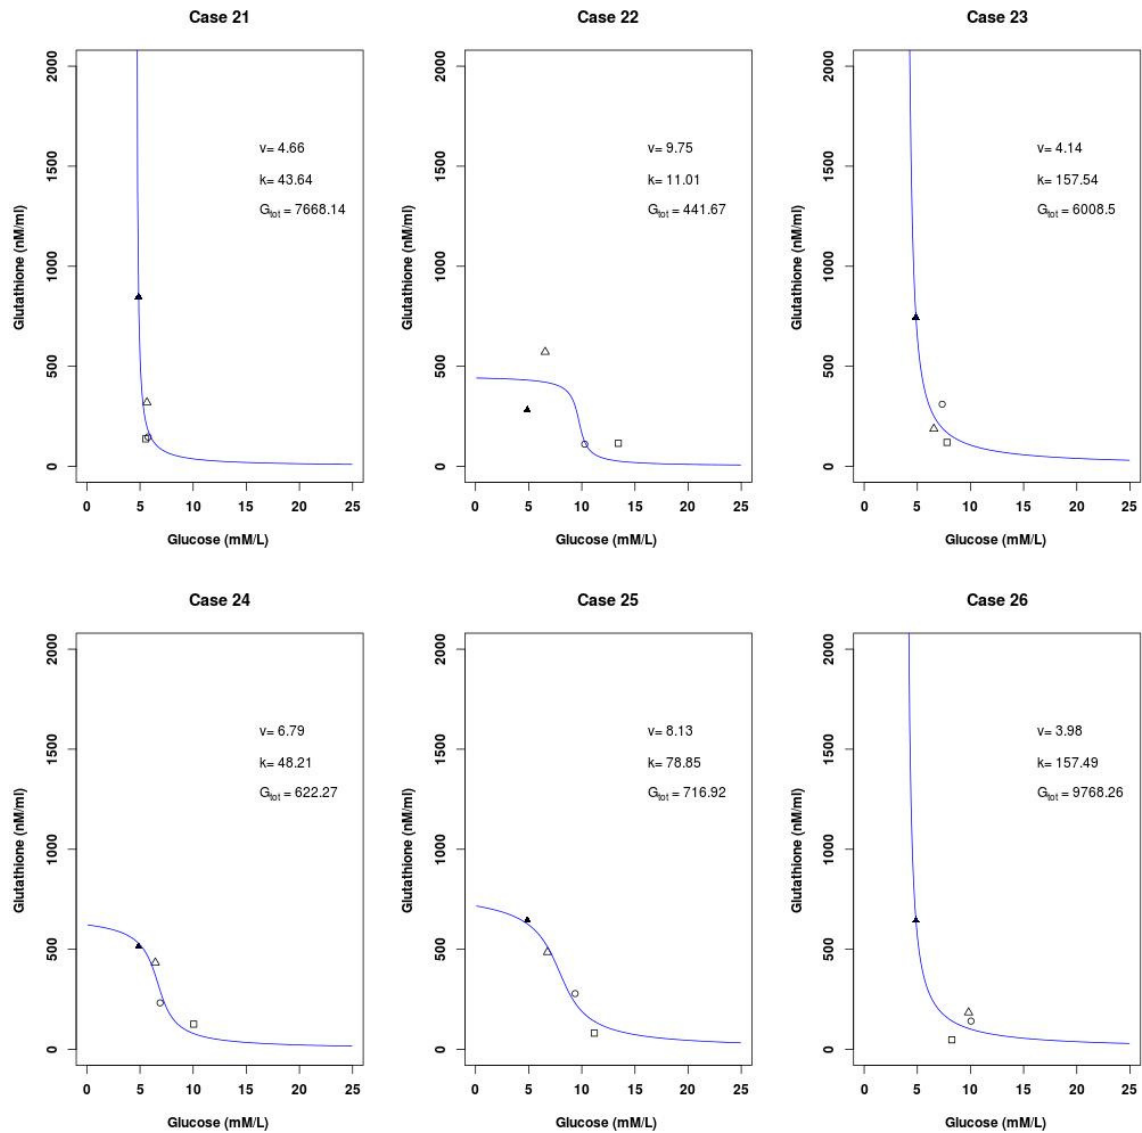 Case 21
Glutathione (nM/ml)
2000
1500
1000
500
0
v= 4.66
k= 43.64
Gtot = 7668.14
0 5 10 15 20 25
Glucose (mM/L)
Case 22
Glutathione (nM/ml)
2000
1500
1000
500
0
v= 9.75
k= 11.01
Gtot = 441.67
0 5 10 15 20 25
Glucose (mM/L)
Case 23
Glutathione (nM/ml)
2000
1500
1000
500
0
v= 4.14
k= 157.54
Gtot = 6008.5
0 5 10 15 20 25
Glucose (mM/L)
Case 24
Glutathione (nM/ml)
2000
1500
1000
500
0
v= 6.79
k= 48.21
Gtot = 622.27
0 5 10 15 20 25
Glucose (mM/L)
Case 25
Glutathione (nM/ml)
2000
1500
1000
500
0
v= 8.13
k= 78.85
Gtot = 716.92
0 5 10 15 20 25
Glucose (mM/L)
Case 26
Glutathione (nM/ml)
2000
1500
1000
500
0
v= 3.98
k= 157.49
Gtot = 9768.26
0 5 10 15 20 25
Glucose (mM/L)